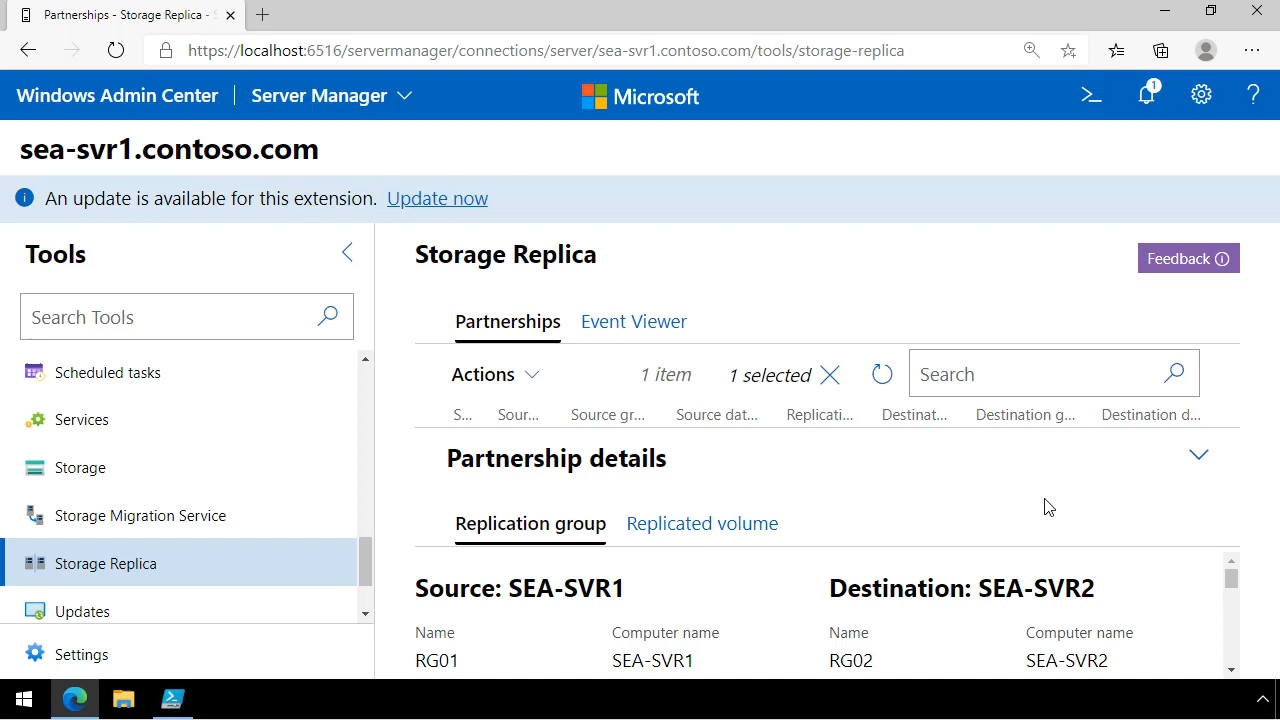 Partnerships - Storage Replica -
https://localhost:6516/servermanager/connections/server/sea-svr1.contoso.com/tools/storage-replica
Windows Admin Center Server Manager Microsoft 1
sea-svr1.contoso.com
An update is available for this extension. Update now
Tools
Search Tools
Scheduled tasks
Services
Storage
Storage Migration Service
Storage Replica
Updates
Settings
Storage Replica
Feedback
Partnerships Event Viewer
Actions 1 item 1 selected Search
S... Sour... Source gr... Source dat... Replicati... Destinat... Destination g... Destination d...
Partnership details
Replication group Replicated volume
Source: SEA-SVR1 Destination: SEA-SVR2
Name Computer name Name Computer name
RG01 SEA-SVR1 RG02 SEA-SVR2